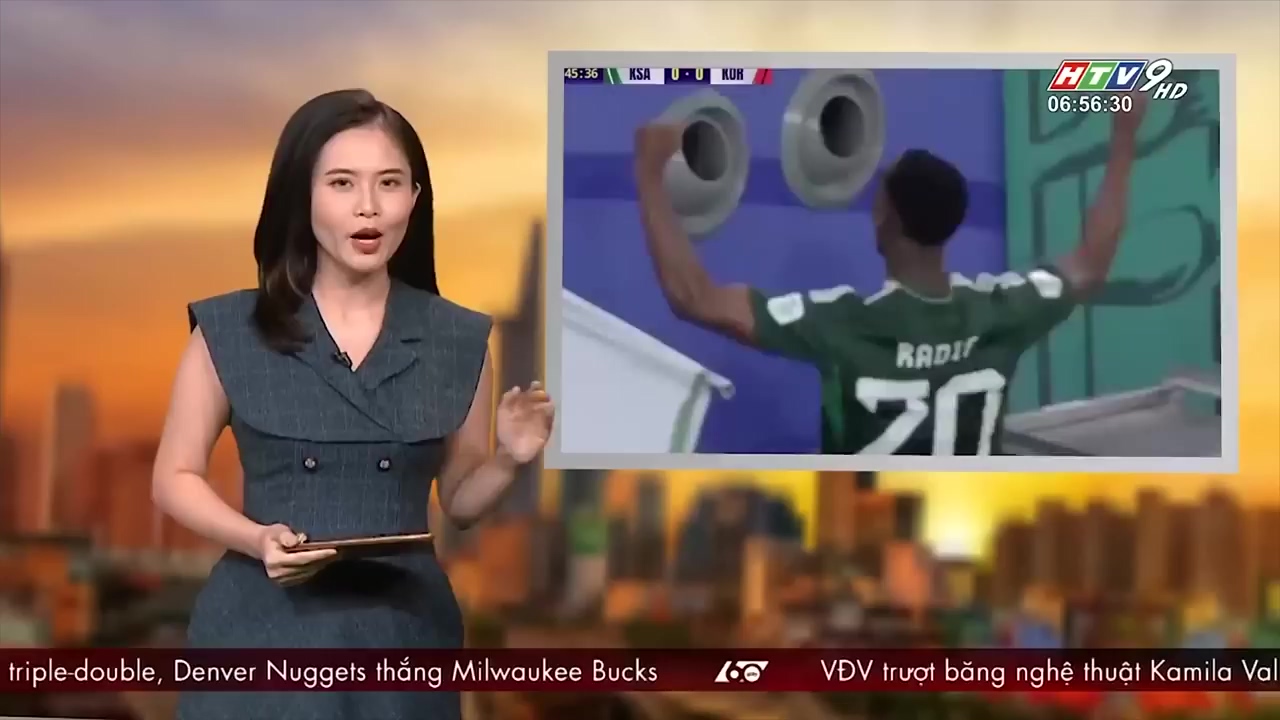 45:36 KSA 0 - 0 KOR
HTV9 HD
06:56:30
20
triple-double, Denver Nuggets thắng Milwaukee Bucks 60 VĐV trượt băng nghệ thuật Kamila Val